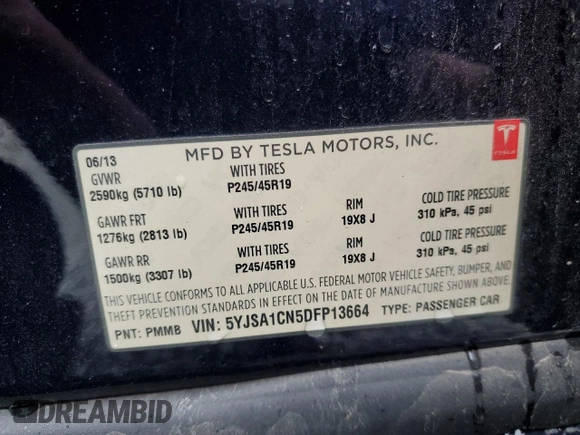 MFD BY TESLA MOTORS, INC.
TESLA
06/13
GVWR
2590kg (5710 lb)
WITH TIRES
P245/45R19
GAWR FRT
1276kg (2813 lb)
WITH TIRES
P245/45R19
RIM
19X8 J
COLD TIRE PRESSURE
310 kPa, 45 psi
GAWR RR
1500kg (3307 lb)
WITH TIRES
P245/45R19
RIM
19X8 J
COLD TIRE PRESSURE
310 kPa, 45 psi
THIS VEHICLE CONFORMS TO ALL APPLICABLE U.S. FEDERAL MOTOR VEHICLE SAFETY, BUMPER, AND
THEFT PREVENTION STANDARDS IN EFFECT ON THE DATE OF MANUFACTURE SHOWN ABOVE.
PNT: PMMB VIN: 5YJSA1CN5DFP13664 TYPE: PASSENGER CAR
DREAMBID